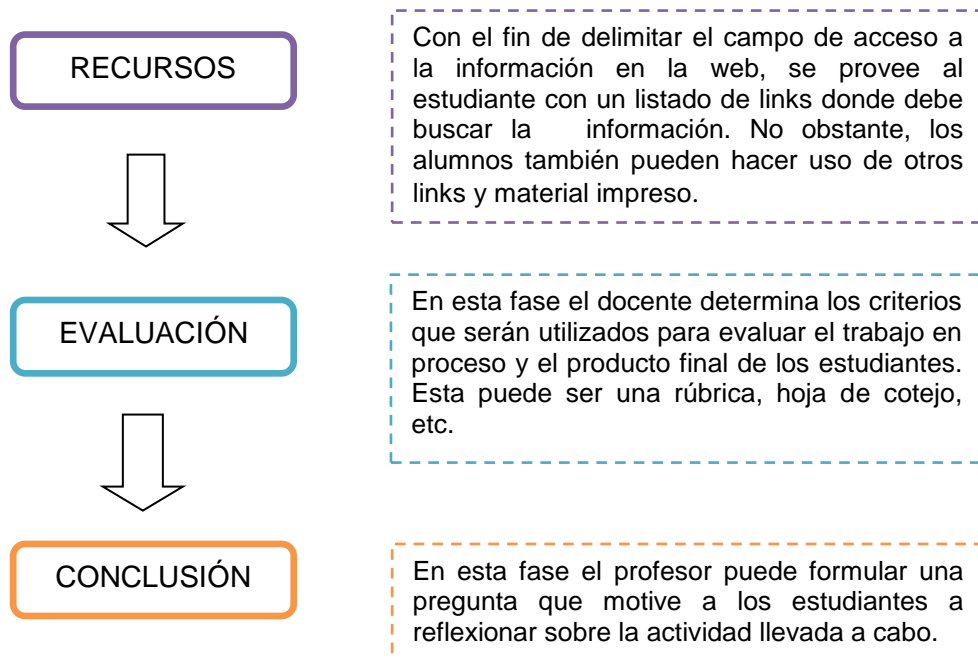 RECURSOS
Con el fin de delimitar el campo de acceso a
la información en la web, se provee al
estudiante con un listado de links donde debe
buscar la información. No obstante, los
alumnos también pueden hacer uso de otros
links y material impreso.
EVALUACIÓN
En esta fase el docente determina los criterios
que serán utilizados para evaluar el trabajo en
proceso y el producto final de los estudiantes.
Esta puede ser una rúbrica, hoja de cotejo,
etc.
CONCLUSIÓN
En esta fase el profesor puede formular una
pregunta que motive a los estudiantes a
reflexionar sobre la actividad llevada a cabo.